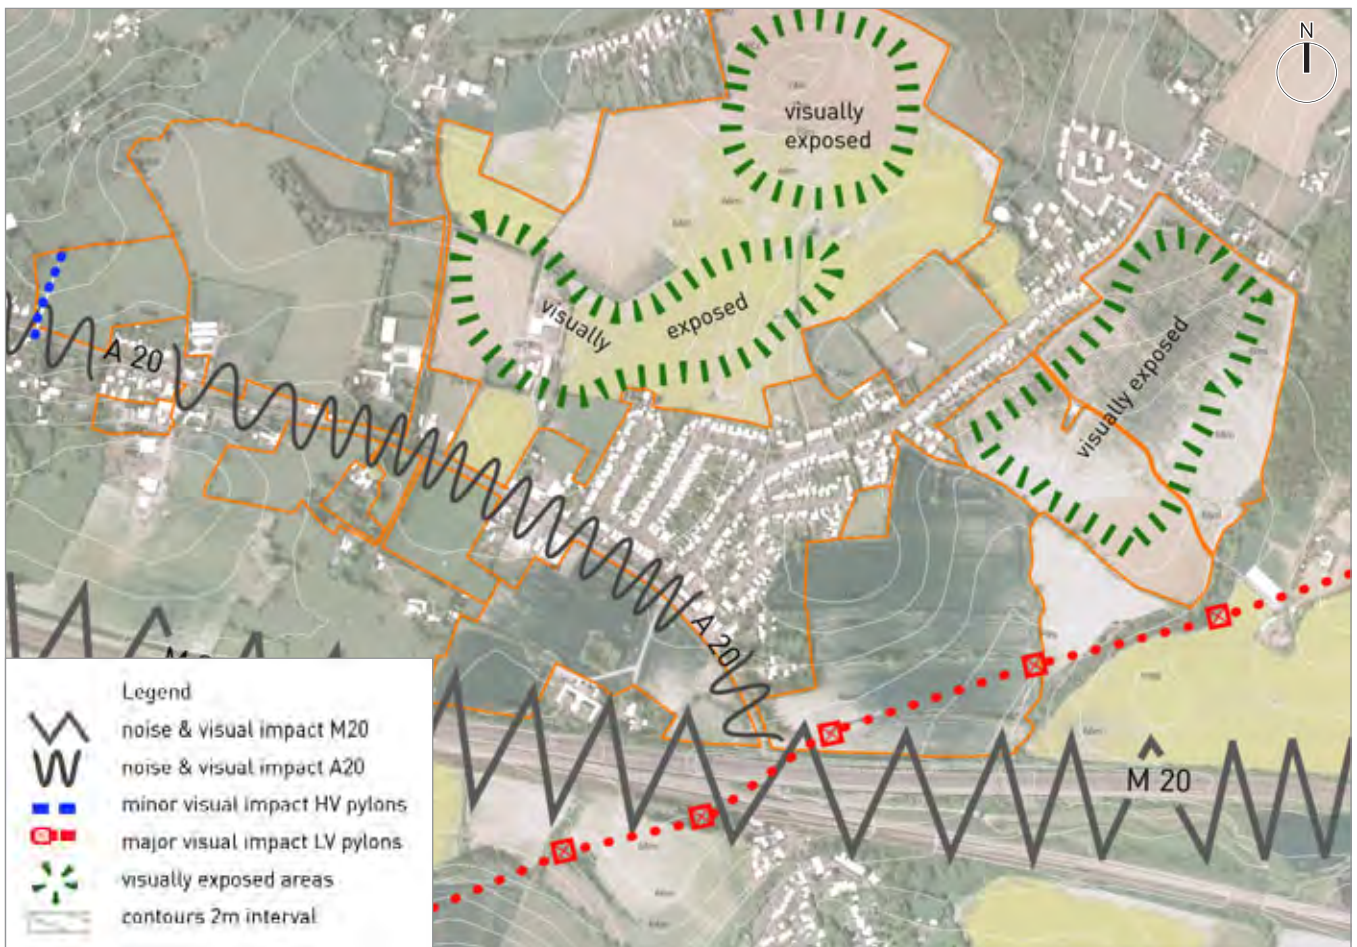 N
visually
exposed
visually
exposed
visually exposed
A 20
A 20
M 20
Legend
noise & visual impact M20
noise & visual impact A20
minor visual impact HV pylons
major visual impact LV pylons
visually exposed areas
contours 2m interval